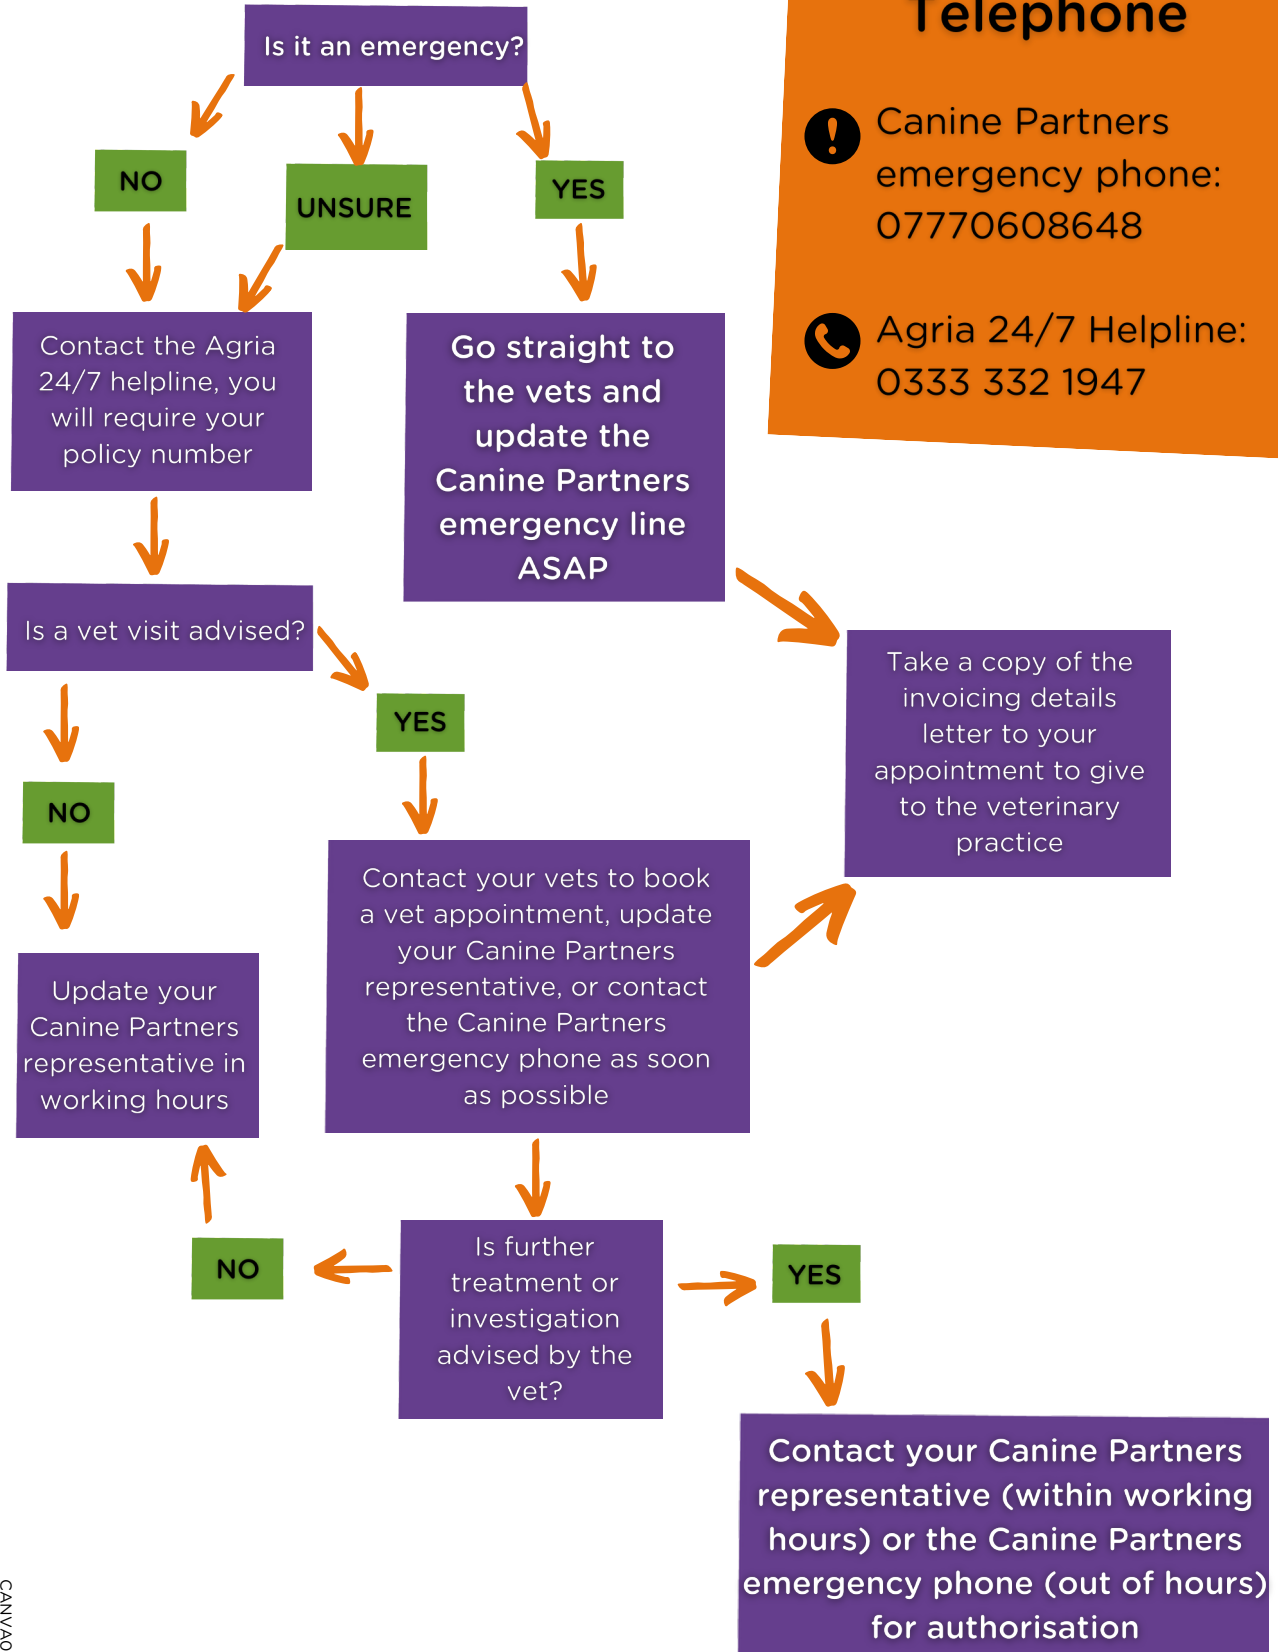 Is it an emergency?
Telephone
Canine Partners
emergency phone:
07770608648
Agria 24/7 Helpline:
0333 332 1947
NO
UNSURE
YES
Contact the Agria
24/7 helpline, you
will require your
policy number
Go straight to
the vets and
update the
Canine Partners
emergency line
ASAP
Is a vet visit advised?
YES
NO
Take a copy of the
invoicing details
letter to your
appointment to give
to the veterinary
practice
Contact your vets to book
a vet appointment, update
your Canine Partners
representative, or contact
the Canine Partners
emergency phone as soon
as possible
Update your
Canine Partners
representative in
working hours
Is further
treatment or
investigation
advised by the
vet?
NO
YES
Contact your Canine Partners
representative (within working
hours) or the Canine Partners
emergency phone (out of hours)
for authorisation